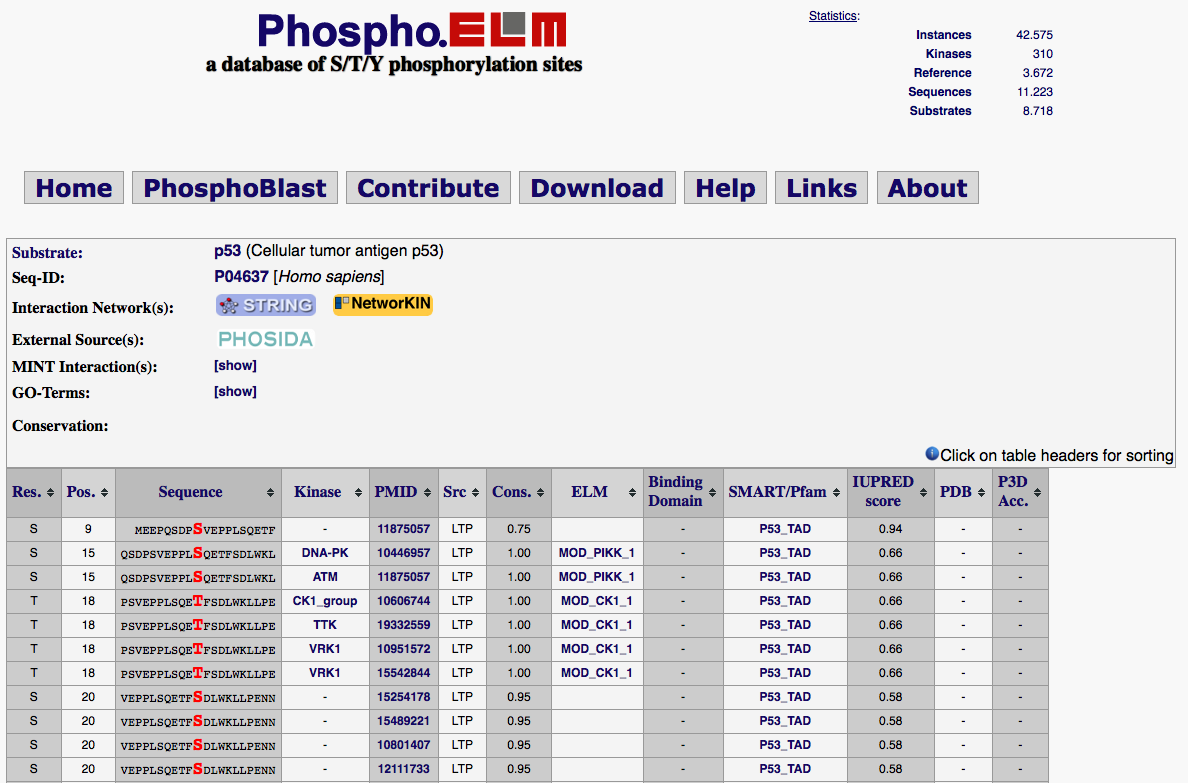 Phospho.ELM
a database of S/T/Y phosphorylation sites
Statistics:
Instances 42.575
Kinases 310
Reference 3.672
Sequences 11.223
Substrates 8.718
Home PhosphoBlast Contribute Download Help Links About
Substrate: p53 (Cellular tumor antigen p53)
Seq-ID: P04637 [Homo sapiens]
Interaction Network(s): STRING NetworKIN
External Source(s): PHOSIDA
MINT Interaction(s): [show]
GO-Terms: [show]
Conservation:
Click on table headers for sorting
Res. Pos. Sequence Kinase PMID Src Cons. ELM Binding Domain SMART/Pfam IUPRED score PDB P3D Acc.
S 9 MEEPQSDPSVEPPLSQETF - 11875057 LTP 0.75 - P53_TAD 0.94 - -
S 15 QSDPSVEPPLSQETFSDLWKL DNA-PK 10446957 LTP 1.00 MOD_PIKK_1 - P53_TAD 0.66 - -
S 15 QSDPSVEPPLSQETFSDLWKL ATM 11875057 LTP 1.00 MOD_PIKK_1 - P53_TAD 0.66 - -
T 18 PSVEPPLSQETFSDLWKLLPE CK1_group 10606744 LTP 1.00 MOD_CK1_1 - P53_TAD 0.66 - -
T 18 PSVEPPLSQETFSDLWKLLPE TTK 19332559 LTP 1.00 MOD_CK1_1 - P53_TAD 0.66 - -
T 18 PSVEPPLSQETFSDLWKLLPE VRK1 10951572 LTP 1.00 MOD_CK1_1 - P53_TAD 0.66 - -
T 18 PSVEPPLSQETFSDLWKLLPE VRK1 15542844 LTP 1.00 MOD_CK1_1 - P53_TAD 0.66 - -
S 20 VEPPLSQETFSDLWKLLPENN - 15254178 LTP 0.95 - P53_TAD 0.58 - -
S 20 VEPPLSQETFSDLWKLLPENN - 15489221 LTP 0.95 - P53_TAD 0.58 - -
S 20 VEPPLSQETFSDLWKLLPENN - 10801407 LTP 0.95 - P53_TAD 0.58 - -
S 20 VEPPLSQETFSDLWKLLPENN - 12111733 LTP 0.95 - P53_TAD 0.58 - -